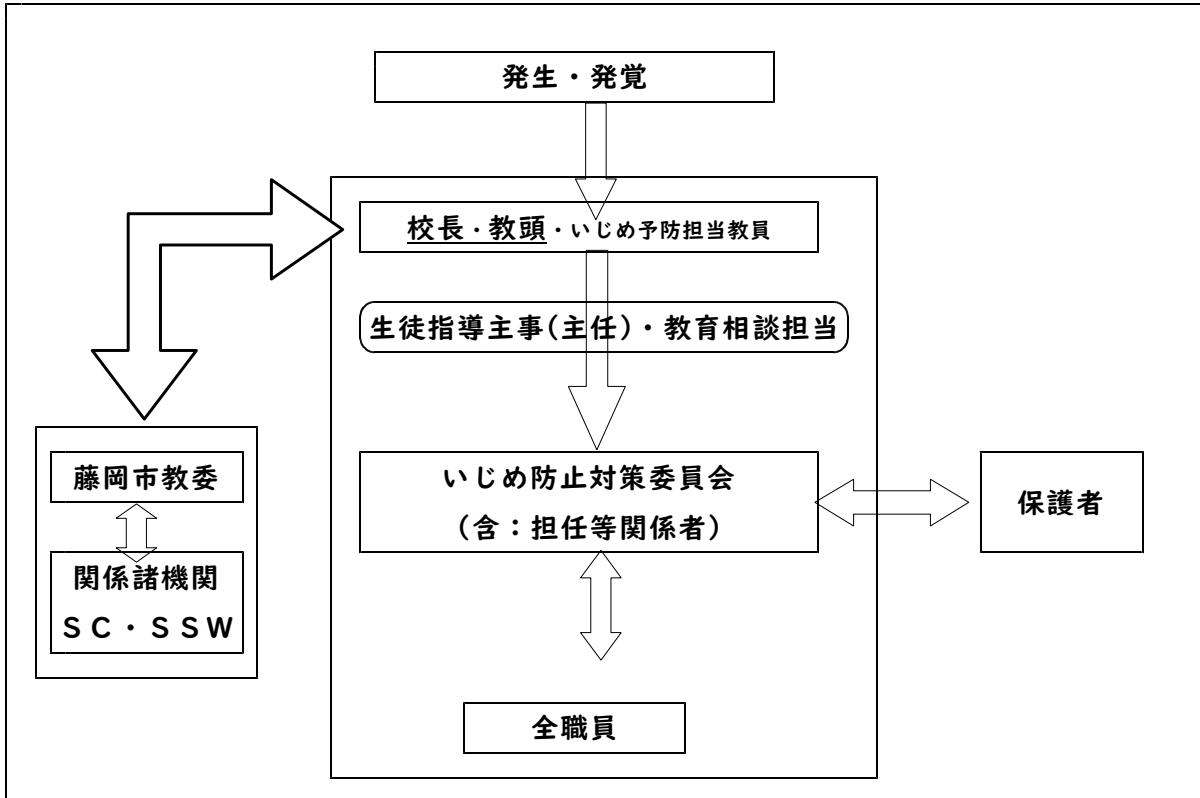 発生・発覚
校長・教頭・いじめ予防担当教員
生徒指導主事(主任)・教育相談担当
藤岡市教委
関係諸機関
ＳＣ・ＳＳＷ
いじめ防止対策委員会
（含：担任等関係者）
保護者
全職員